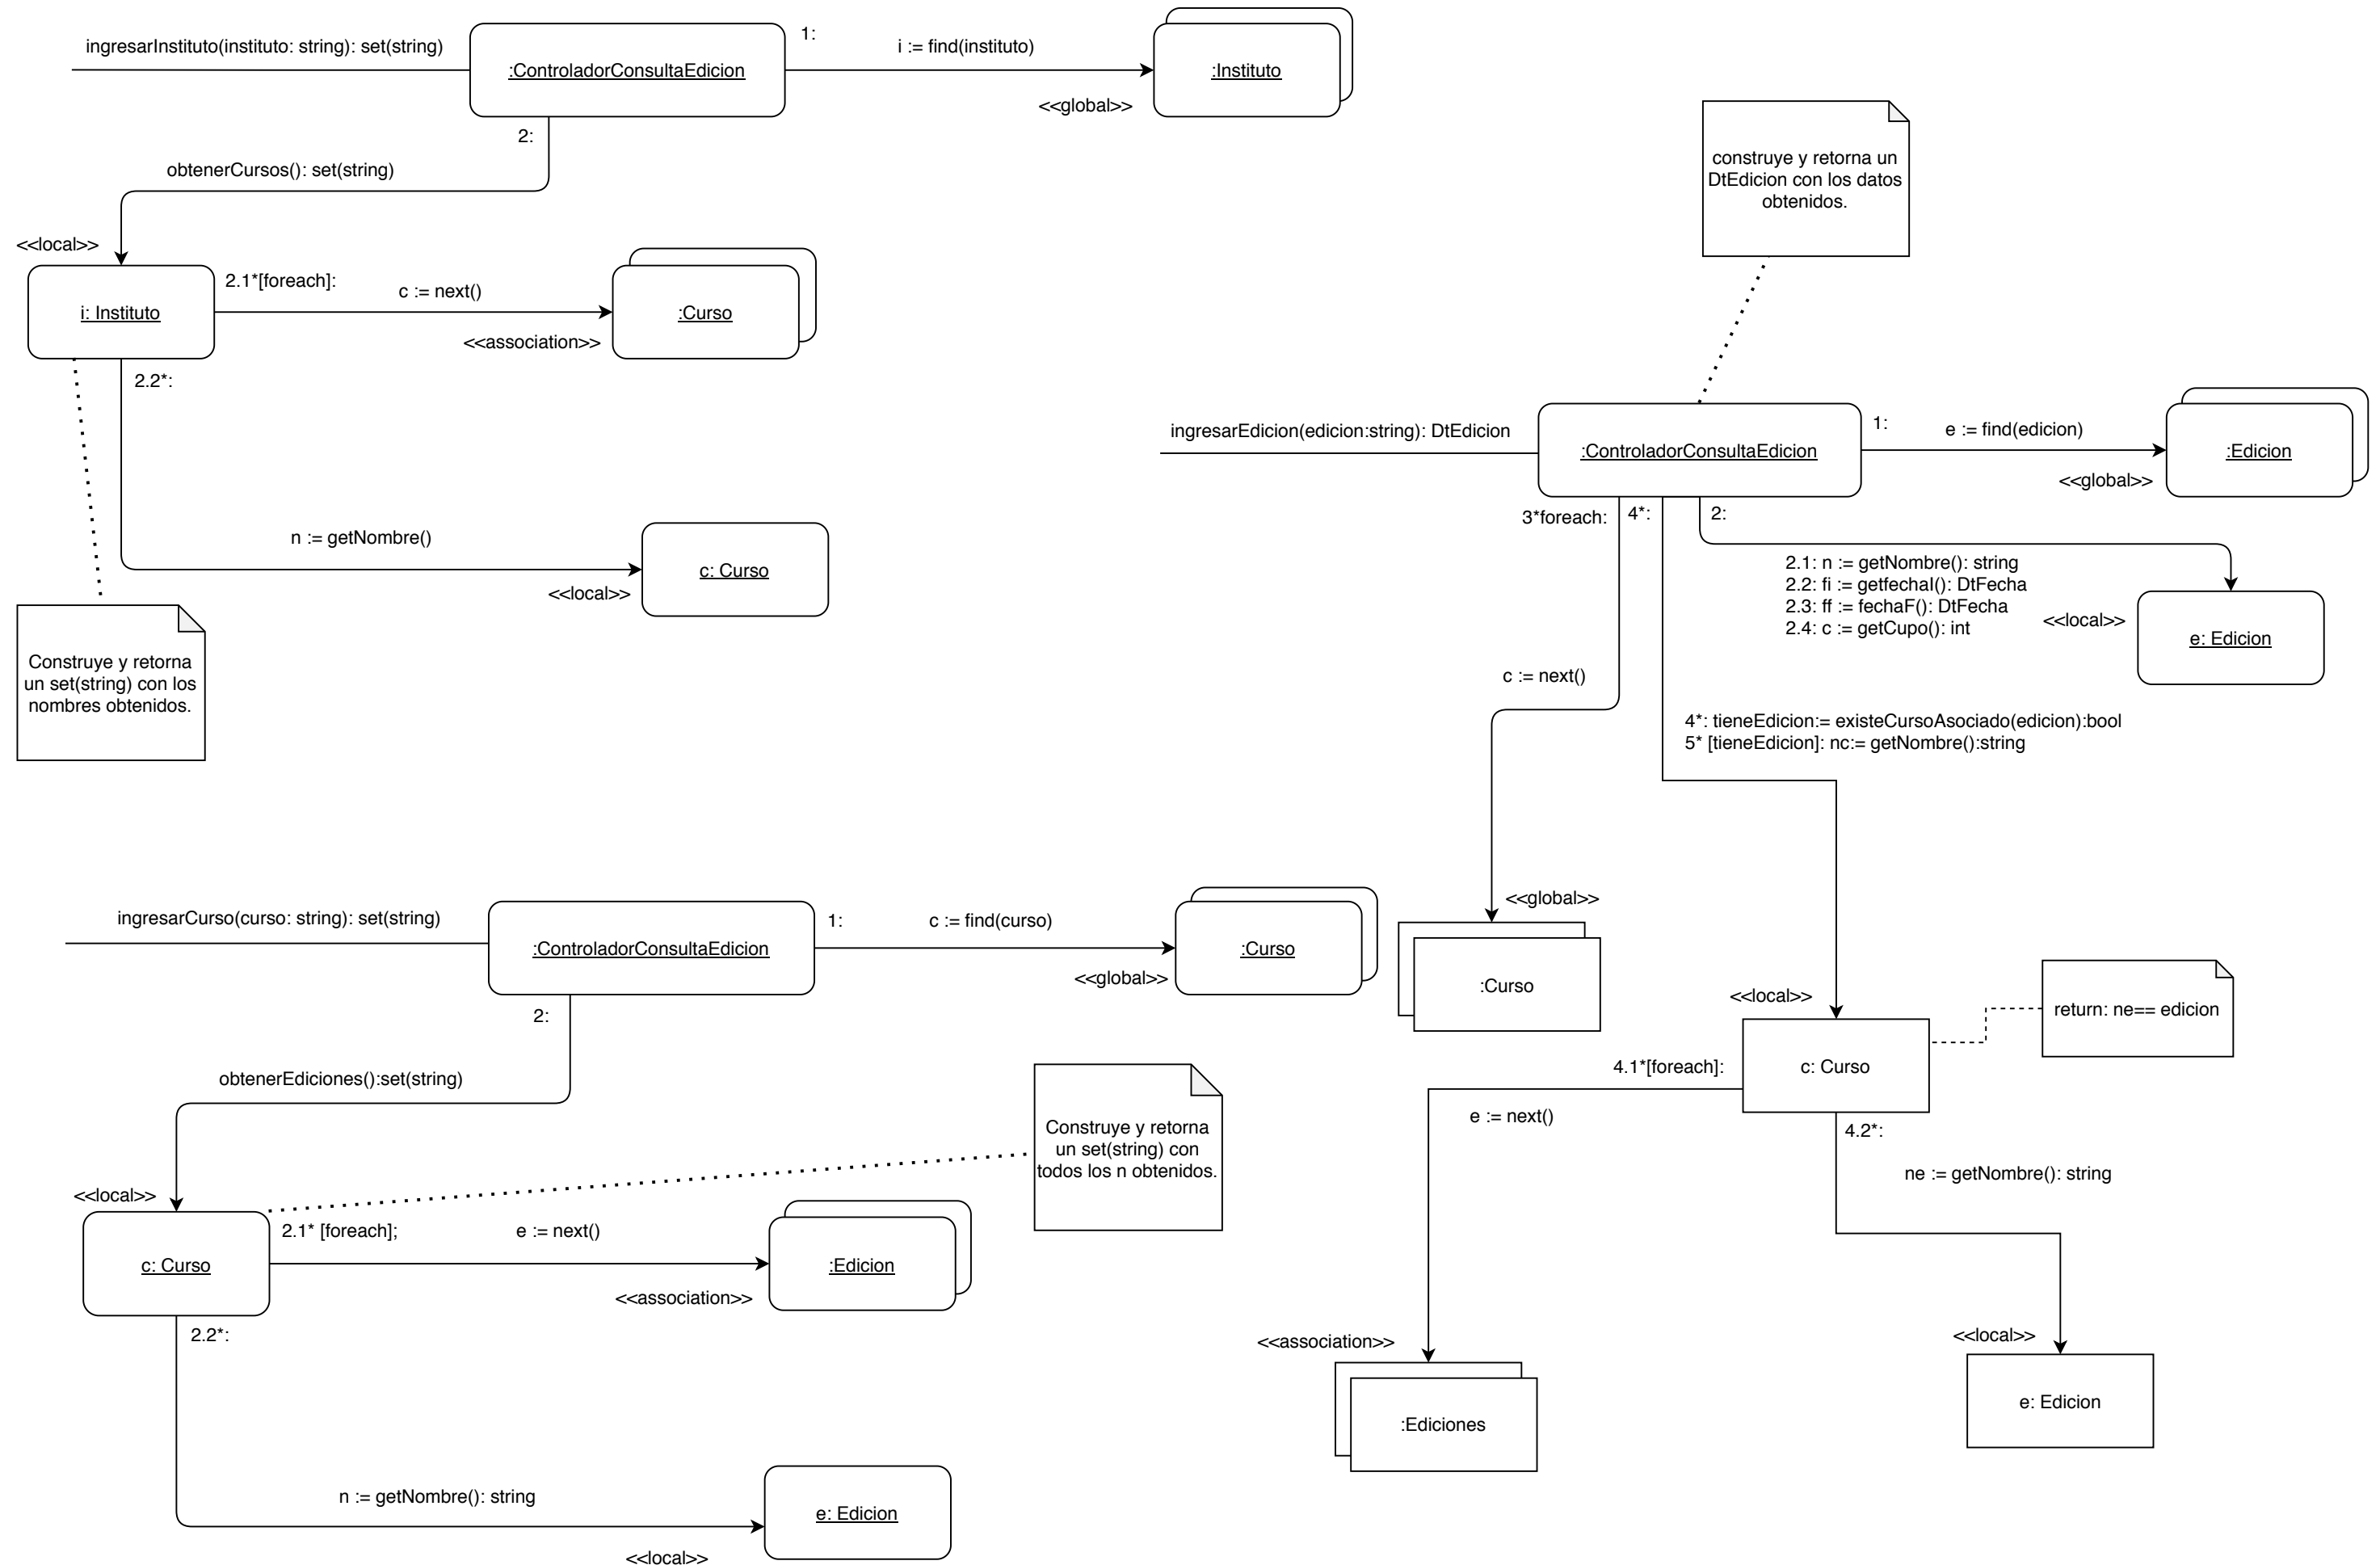 ingresarInstituto(instituto: string): set(string)
:ControladorConsultaEdicion
1:
i := find(instituto)
<<global>>
:Instituto
2:
obtenerCursos(): set(string)
<<local>>
i: Instituto
2.1*[foreach]:
c := next()
<<association>>
:Curso
2.2*:
n := getNombre()
<<local>>
c: Curso
Construye y retorna
un set(string) con los
nombres obtenidos.
construye y retorna un
DtEdicion con los datos
obtenidos.
ingresarEdicion(edicion:string): DtEdicion
:ControladorConsultaEdicion
1:
e := find(edicion)
<<global>>
:Edicion
3*foreach:
4*:
2:
2.1: n := getNombre(): string
2.2: fi := getfechaI(): DtFecha
2.3: ff := fechaF(): DtFecha
2.4: c := getCupo(): int
<<local>>
e: Edicion
c := next()
4*: tieneEdicion:= existeCursoAsociado(edicion):bool
5* [tieneEdicion]: nc:= getNombre():string
<<global>>
:Curso
<<local>>
c: Curso
return: ne== edicion
4.1*[foreach]:
e := next()
4.2*:
ne := getNombre(): string
<<association>>
:Ediciones
<<local>>
e: Edicion
ingresarCurso(curso: string): set(string)
:ControladorConsultaEdicion
1:
c := find(curso)
<<global>>
:Curso
2:
obtenerEdiciones():set(string)
Construye y retorna
un set(string) con
todos los n obtenidos.
<<local>>
c: Curso
2.1* [foreach];
e := next()
<<association>>
:Edicion
2.2*:
n := getNombre(): string
<<local>>
e: Edicion